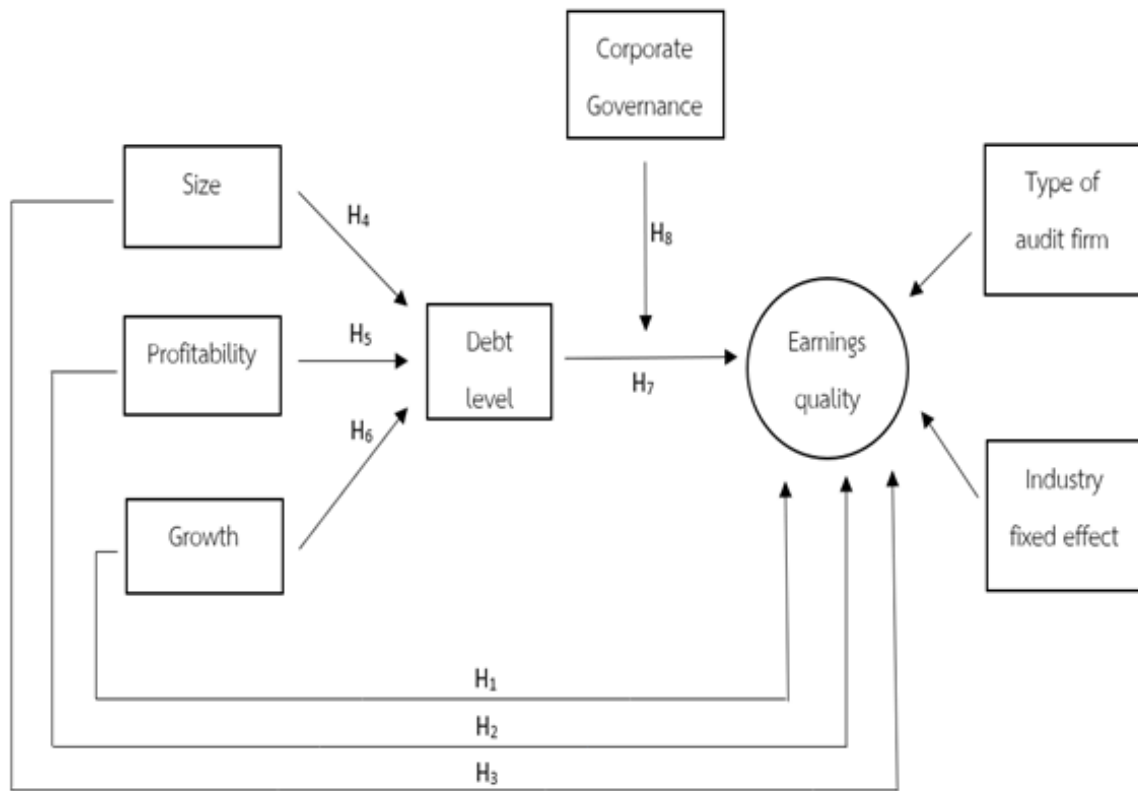 Corporate
Governance
Size
Type of
audit firm
H₄
H₈
Profitability
H₅
Debt
level
Earnings
quality
H₇
H₆
Growth
Industry
fixed effect
H₁
H₂
H₃